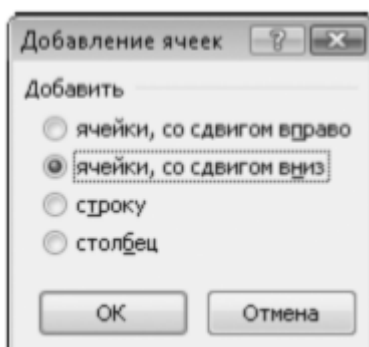 Добавление ячеек
Добавить
ячейки, со сдвигом вправо
ячейки, со сдвигом вниз
строку
столбец
ОК
Отмена